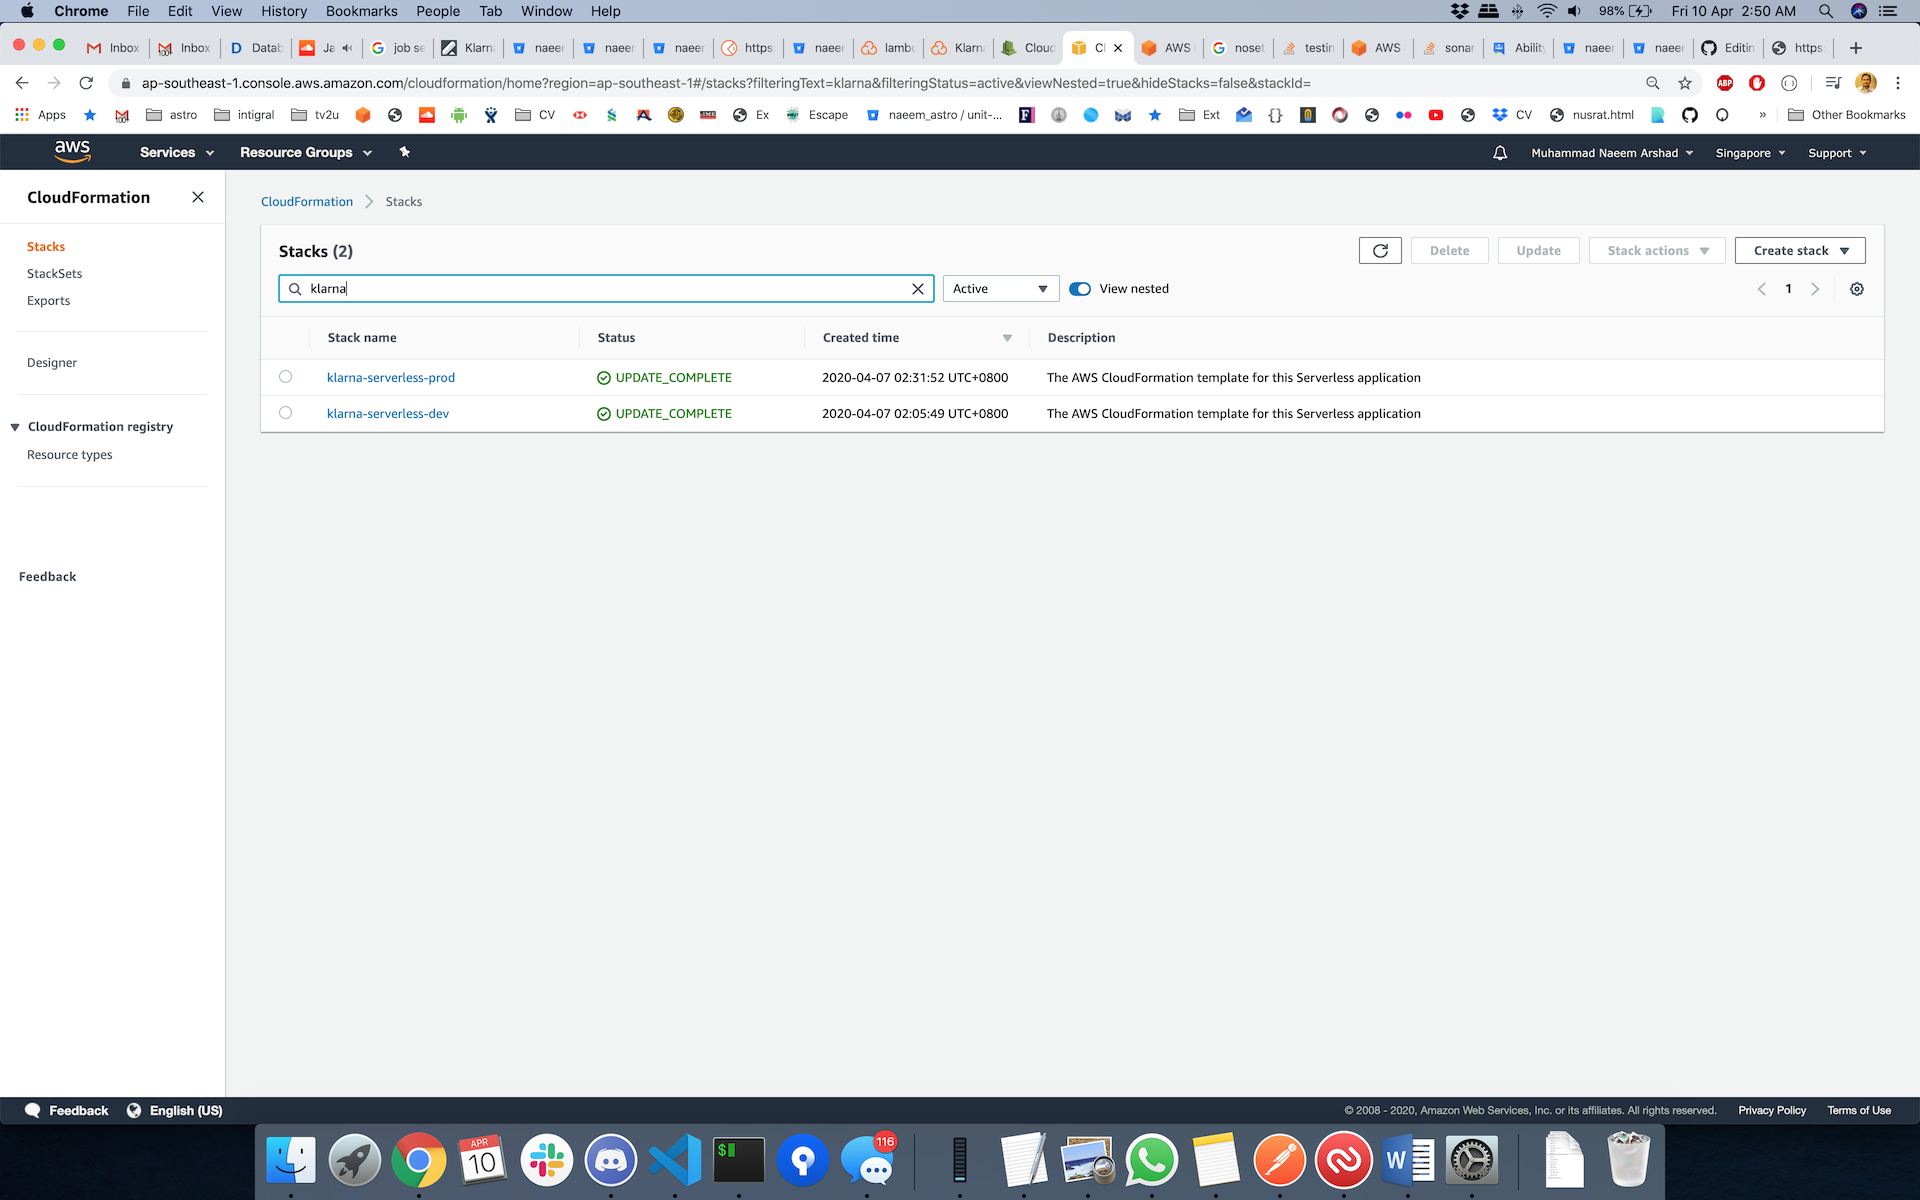 Chrome File Edit View History Bookmarks People Tab Window Help 98% Fri 10 Apr 2:50 AM
Inbox Inbox D Datab Ja job se Klarn naeer naeer naeer https naeer lambd Klarn Cloud Cl AWS noset testin AWS sonar Ability naeer naeer Editin https:
ap-southeast-1.console.aws.amazon.com/cloudformation/home?region=ap-southeast-1#/stacks?filteringText=klarna&filteringStatus=active&viewNested=true&hideStacks=false&stackId= ABP
Apps astro intigral tv2u CV Ex Escape naeem_astro / unit-... Ext CV nusrat.html » Other Bookmarks
aws Services Resource Groups Muhammad Naeem Arshad Singapore Support
CloudFormation
Stacks
StackSets
Exports
Designer
CloudFormation registry
Resource types
Feedback
CloudFormation > Stacks
Stacks (2) Delete Update Stack actions Create stack
klarna Active View nested 1
Stack name Status Created time Description
klarna-serverless-prod UPDATE_COMPLETE 2020-04-07 02:31:52 UTC+0800 The AWS CloudFormation template for this Serverless application
klarna-serverless-dev UPDATE_COMPLETE 2020-04-07 02:05:49 UTC+0800 The AWS CloudFormation template for this Serverless application
Feedback English (US) © 2008 - 2020, Amazon Web Services, Inc. or its affiliates. All rights reserved. Privacy Policy Terms of Use
APR
10
$
116
W